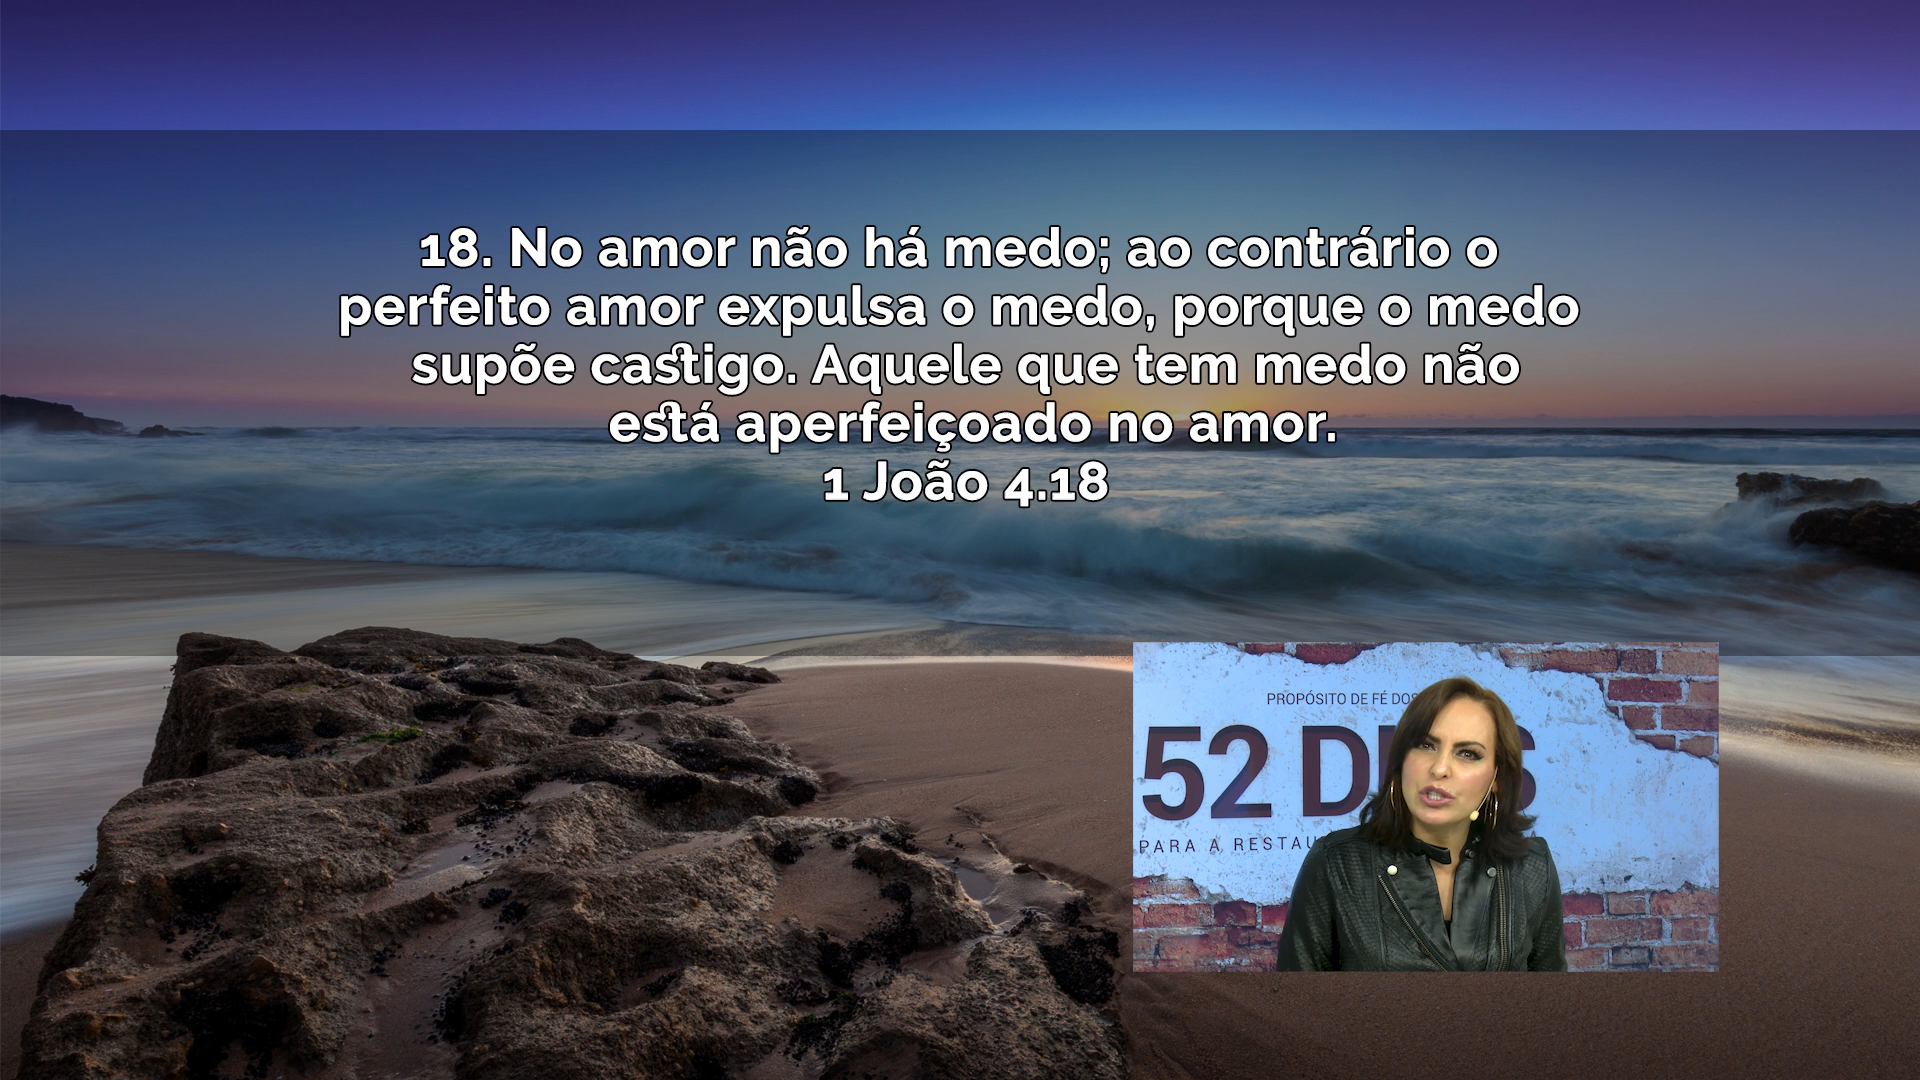 18. No amor não há medo; ao contrário o
perfeito amor expulsa o medo, porque o medo
supõe castigo. Aquele que tem medo não
está aperfeiçoado no amor.
1 João 4.18
PROPÓSITO DE FÉ DOS
52 D
PARA A RESTAU